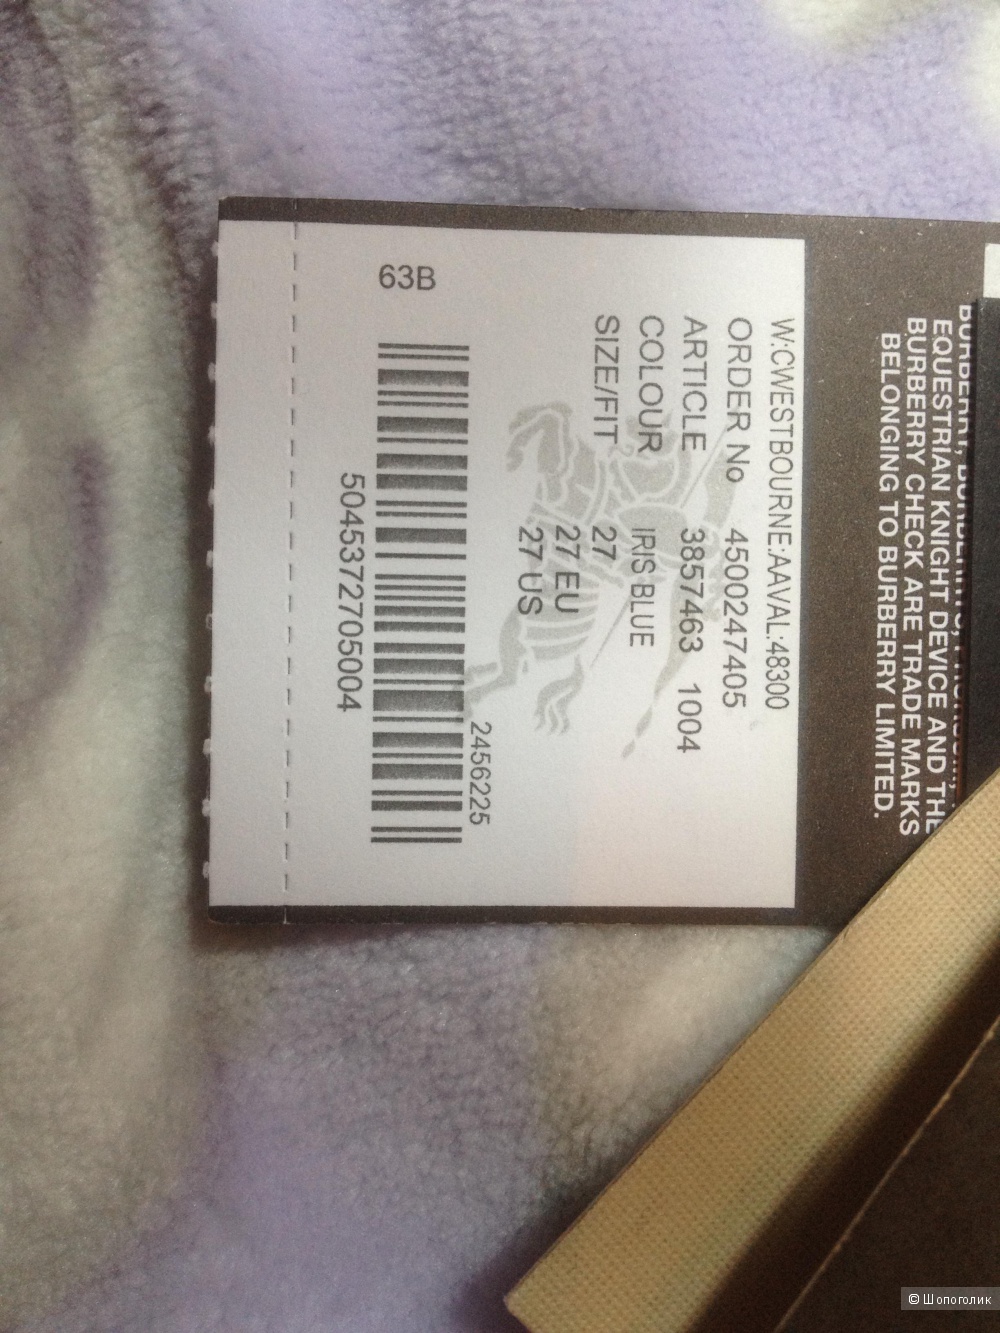 BURBERRY,
EQUESTRIAN KNIGHT DEVICE AND THE
BURBERRY CHECK ARE TRADE MARKS
BELONGING TO BURBERRY LIMITED.
W:CWESTBOURNE:AAVAL:48300
ORDER No 4500247405
ARTICLE 3857463 1004
COLOUR IRIS BLUE
SIZE/FIT 27
27 EU
27 US
2456225
63B
5045372705004
© Шопоголик